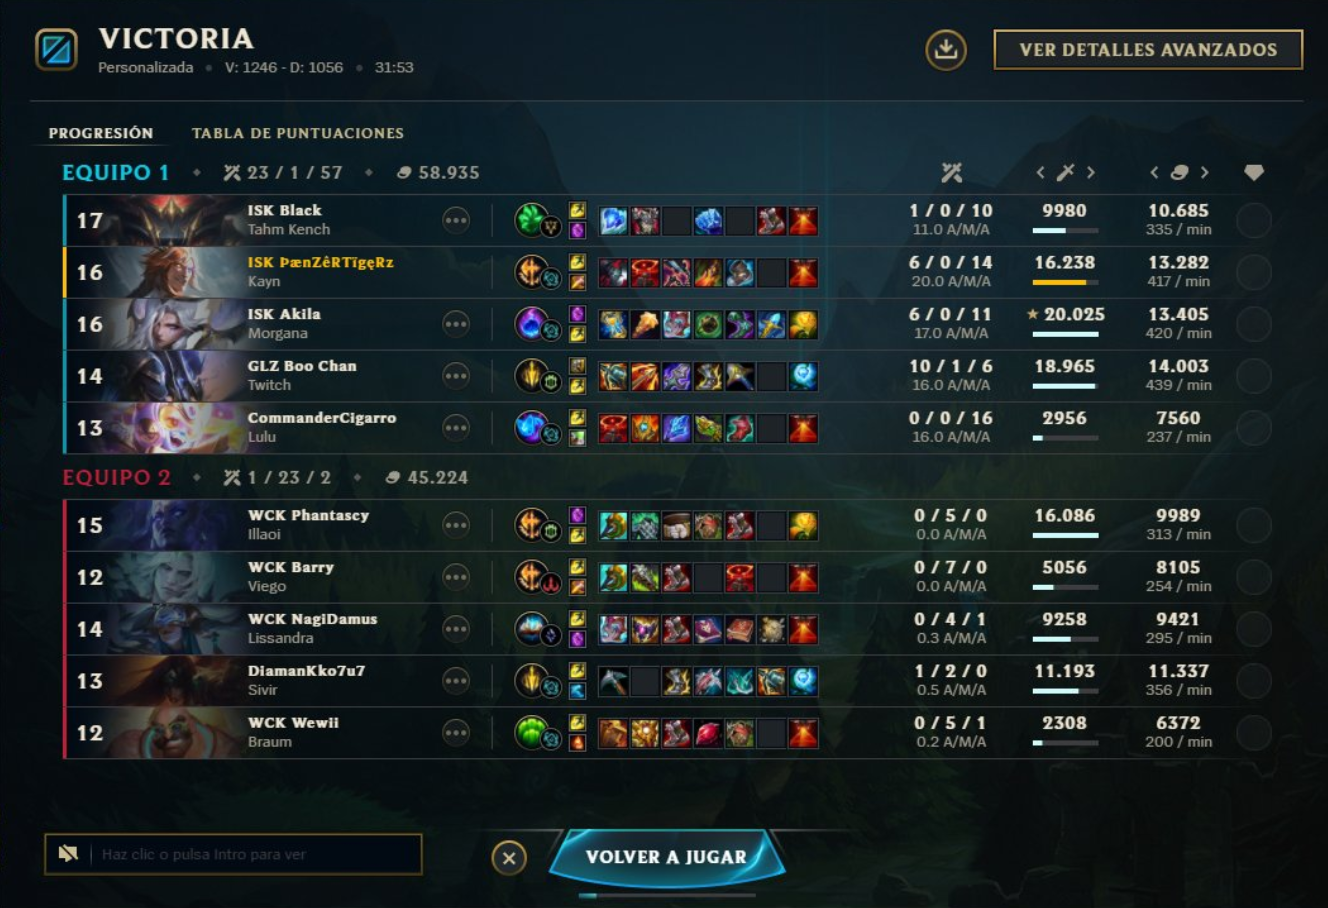 VICTORIA
Personalizada • V: 1246 - D: 1056 • 31:53
VER DETALLES AVANZADOS
PROGRESIÓN TABLA DE PUNTUACIONES
EQUIPO 1 • 23 / 1 / 57 • 58.935
17 ISK Black 1 / 0 / 10 9980 10.685
Tahm Kench 11.0 A/M/A 335 / min
16 ISK ÞænZêRTïgęRz 6 / 0 / 14 16.238 13.282
Kayn 20.0 A/M/A 417 / min
16 ISK Akila 6 / 0 / 11 20.025 13.405
Morgana 17.0 A/M/A 420 / min
14 GLZ Boo Chan 10 / 1 / 6 18.965 14.003
Twitch 16.0 A/M/A 439 / min
13 CommanderCigarro 0 / 0 / 16 2956 7560
Lulu 16.0 A/M/A 237 / min
EQUIPO 2 • 1 / 23 / 2 • 45.224
15 WCK Phantascy 0 / 5 / 0 16.086 9989
Illaoi 0.0 A/M/A 313 / min
12 WCK Barry 0 / 7 / 0 5056 8105
Viego 0.0 A/M/A 254 / min
14 WCK NagiDamus 0 / 4 / 1 9258 9421
Lissandra 0.3 A/M/A 295 / min
13 DiamanKko7u7 1 / 2 / 0 11.193 11.337
Sivir 0.5 A/M/A 356 / min
12 WCK Wewii 0 / 5 / 1 2308 6372
Braum 0.2 A/M/A 200 / min
Haz clic o pulsa Intro para ver
VOLVER A JUGAR